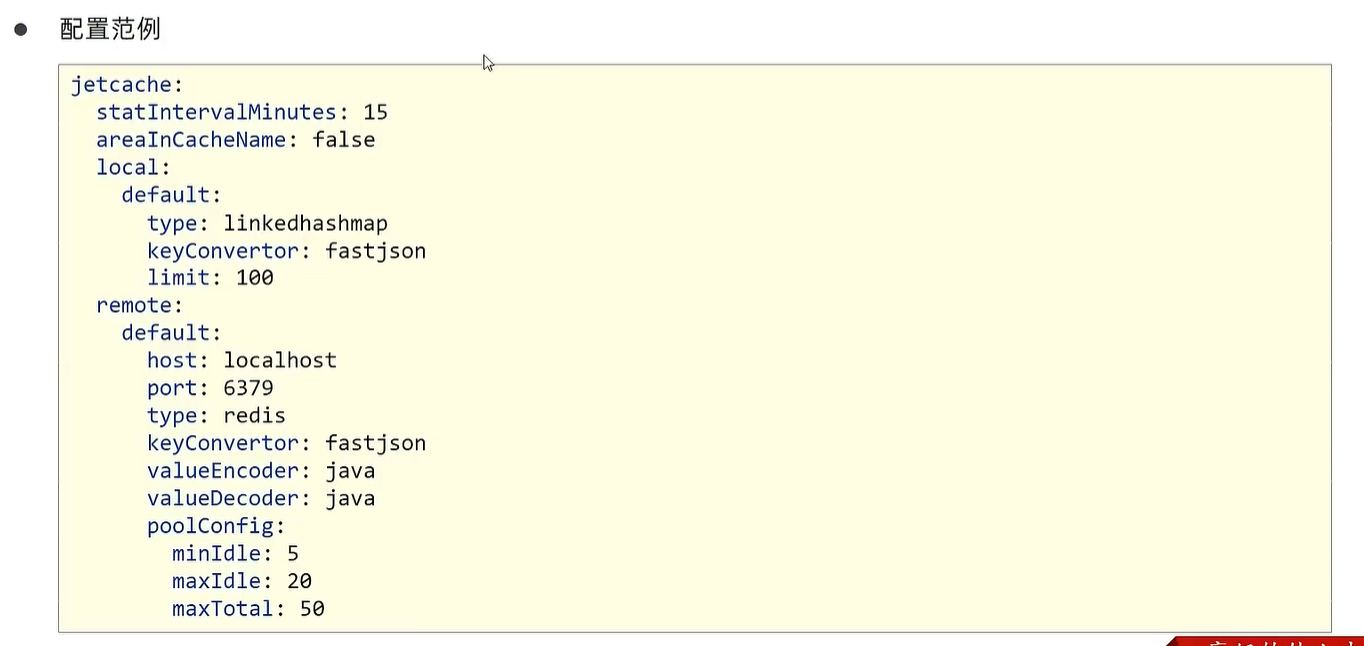 配置范例
jetcache:
  statIntervalMinutes: 15
  areaInCacheName: false
  local:
    default:
      type: linkedhashmap
      keyConvertor: fastjson
      limit: 100
  remote:
    default:
      host: localhost
      port: 6379
      type: redis
      keyConvertor: fastjson
      valueEncoder: java
      valueDecoder: java
      poolConfig:
        minIdle: 5
        maxIdle: 20
        maxTotal: 50